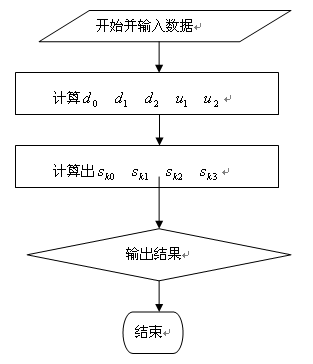 开始并输入数据
计算 d0 d1 d2 u1 u2
计算出 sk0 sk1 sk2 sk3
输出结果
结束